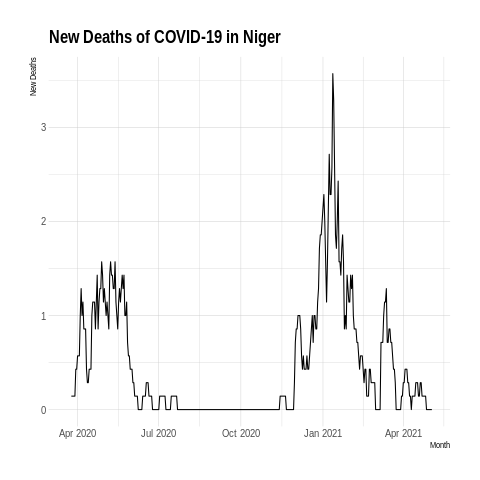 New Deaths of COVID-19 in Niger
New Deaths
3
2
1
0
Apr 2020 Jul 2020 Oct 2020 Jan 2021 Apr 2021
Month